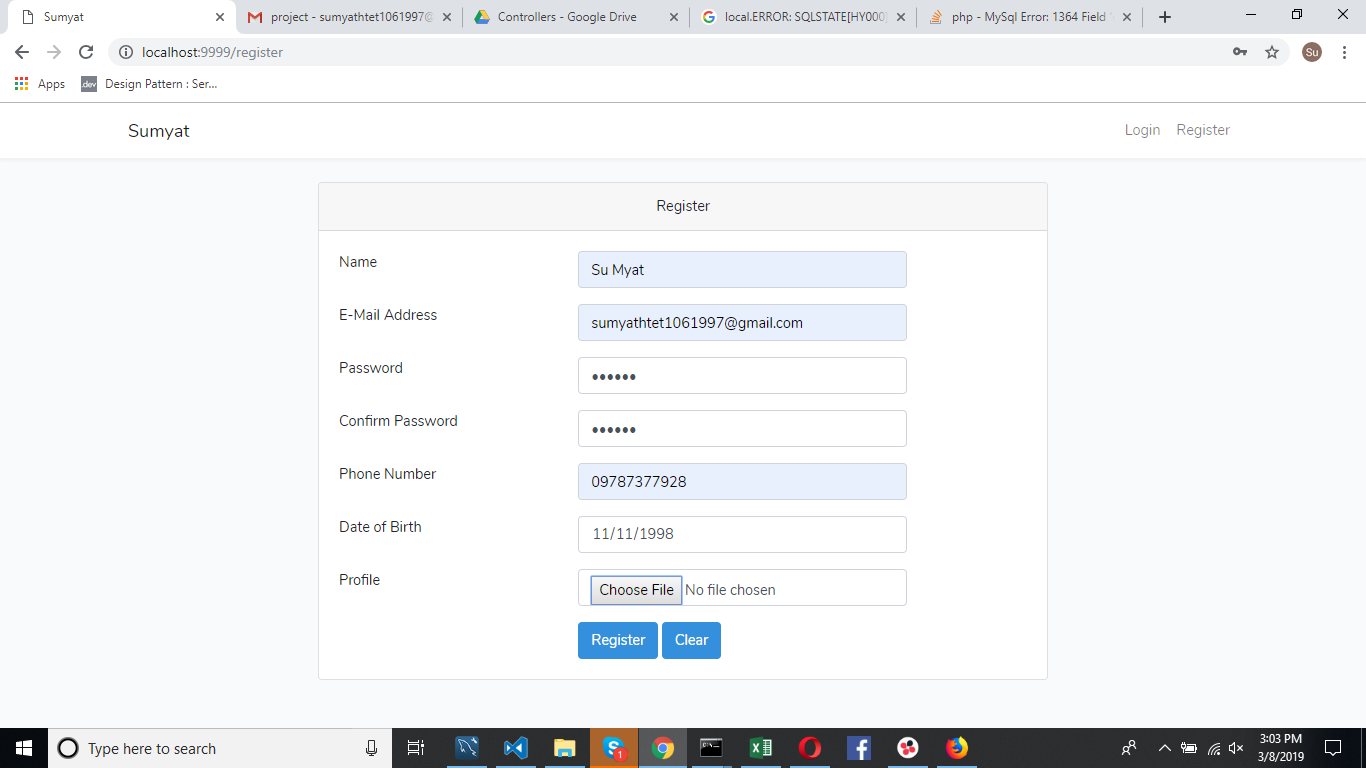 Sumyat
project - sumyathtet1061997@
Controllers - Google Drive
local.ERROR: SQLSTATE[HY000]
php - MySql Error: 1364 Field
localhost:9999/register
Su
Apps
.dev
Design Pattern : Ser...
Sumyat
Login
Register
Register
Name
Su Myat
E-Mail Address
sumyathtet1061997@gmail.com
Password
••••••
Confirm Password
••••••
Phone Number
09787377928
Date of Birth
11/11/1998
Profile
Choose File No file chosen
Register
Clear
Type here to search
1
3:03 PM
3/8/2019